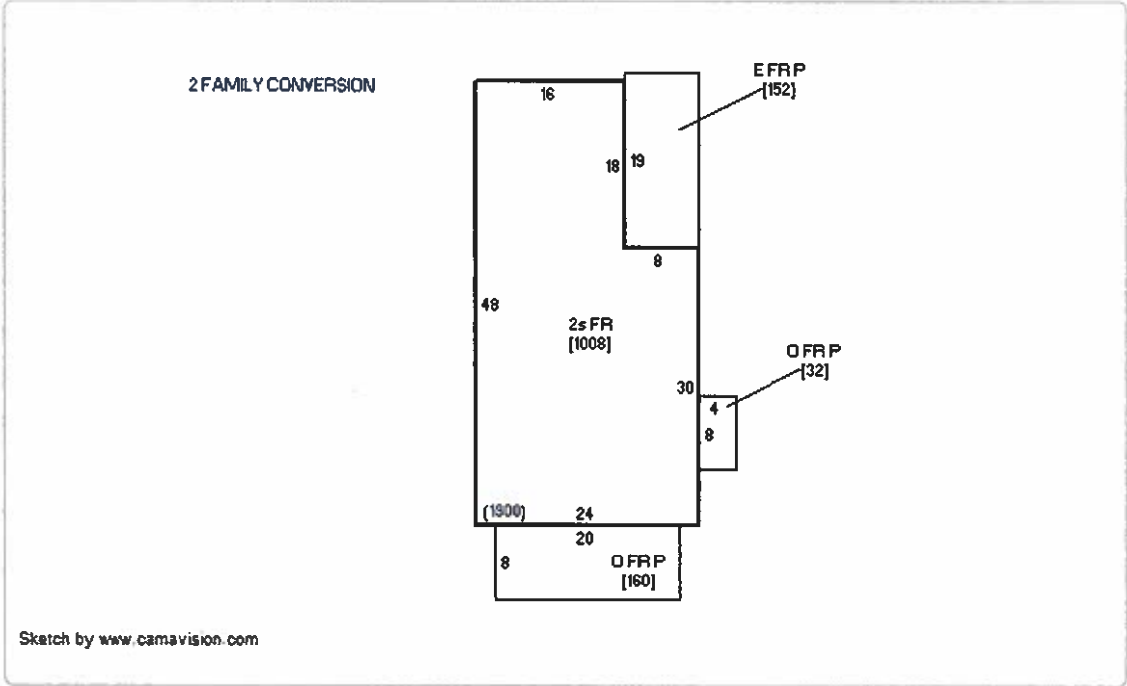 2 FAMILY CONVERSION
EFRP
[152]
16
18
19
8
48
2s FR
[1008]
OFRP
[32]
30
4
8
(1900)
24
20
8
OFRP
[160]
Sketch by www.camavision.com